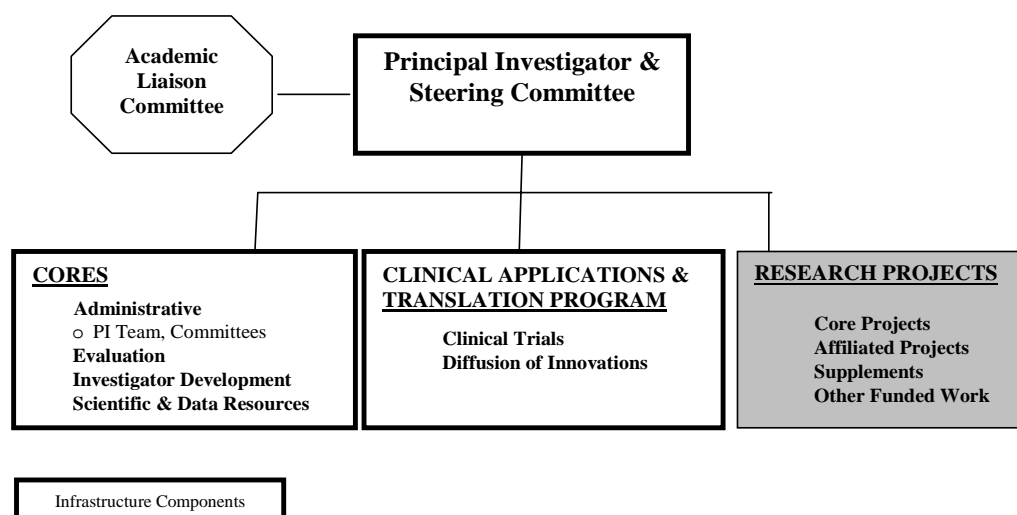 Academic
Liaison
Committee
Principal Investigator &
Steering Committee
CORES
Administrative
o PI Team, Committees
Evaluation
Investigator Development
Scientific & Data Resources
CLINICAL APPLICATIONS &
TRANSLATION PROGRAM
Clinical Trials
Diffusion of Innovations
RESEARCH PROJECTS
Core Projects
Affiliated Projects
Supplements
Other Funded Work
Infrastructure Components